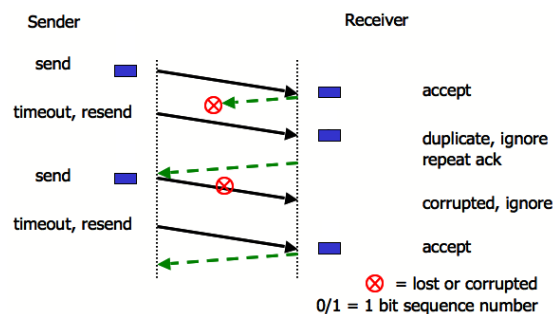 Sender
Receiver
send
accept
timeout, resend
duplicate, ignore
repeat ack
send
corrupted, ignore
timeout, resend
accept
= lost or corrupted
0/1 = 1 bit sequence number